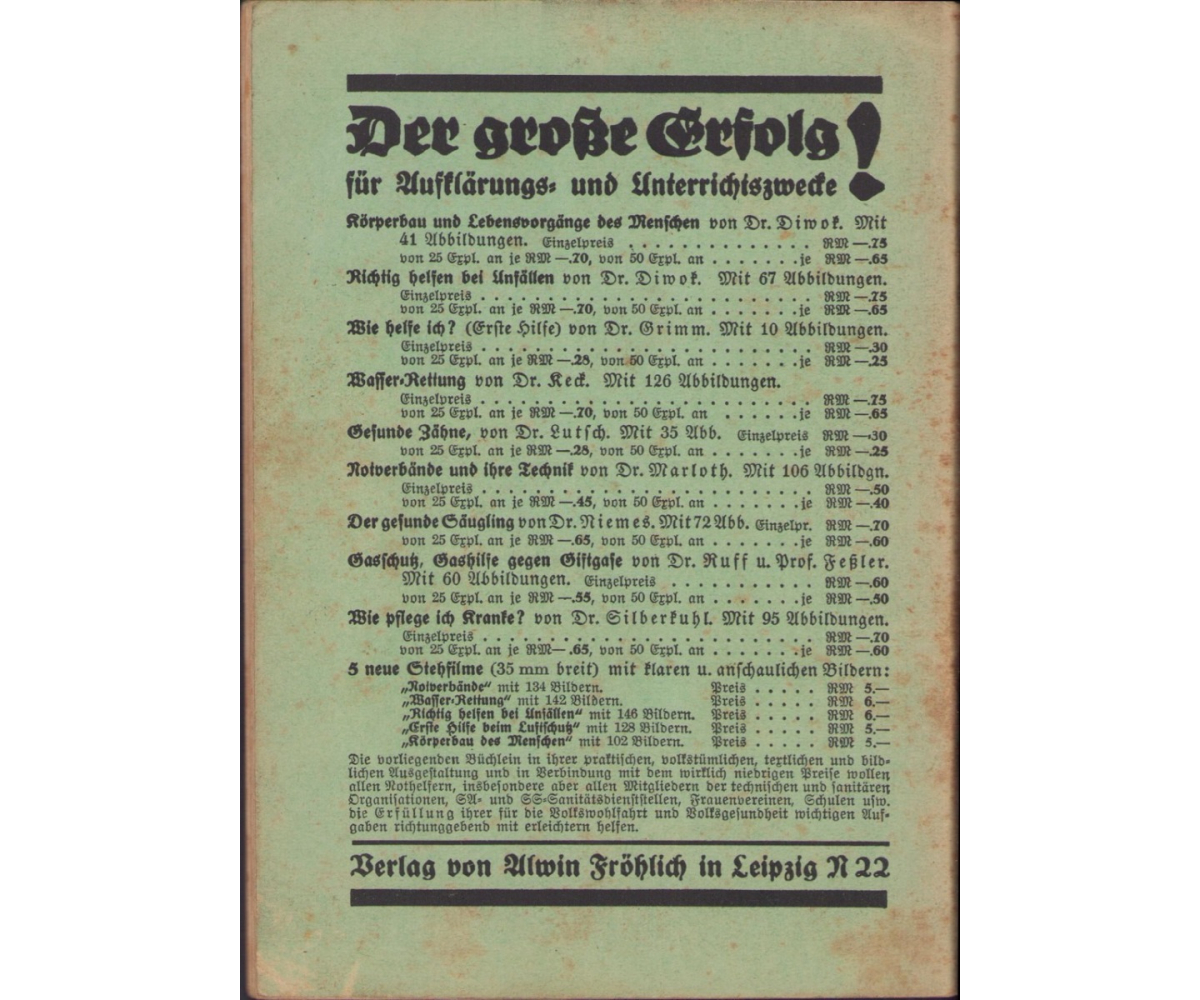 Der große Erfolg!
für Aufklärungs- und Unterrichtszwecke
Körperbau und Lebensvorgänge des Menschen von Dr. Diwok. Mit
41 Abbildungen. Einzelpreis . . . . . . . . . . . . . . RM —.75
von 25 Expl. an je RM —.70, von 50 Expl. an . . . . . . . je RM —.65
Richtig helfen bei Unfällen von Dr. Diwok. Mit 67 Abbildungen.
Einzelpreis . . . . . . . . . . . . . . . . . . . . . . . . . RM —.75
von 25 Expl. an je RM —.70, von 50 Expl. an . . . . . . . je RM —.65
Wie helfe ich? (Erste Hilfe) von Dr. Grimm. Mit 10 Abbildungen.
Einzelpreis . . . . . . . . . . . . . . . . . . . . . . . . . RM —.30
von 25 Expl. an je RM —.28, von 50 Expl. an . . . . . . . je RM —.25
Wasser-Rettung von Dr. Keck. Mit 126 Abbildungen.
Einzelpreis . . . . . . . . . . . . . . . . . . . . . . . . . RM —.75
von 25 Expl. an je RM —.70, von 50 Expl. an . . . . . . je RM —.65
Gesunde Zähne, von Dr. Lutsch. Mit 35 Abb. Einzelpreis RM —.30
von 25 Expl. an je RM —.28, von 50 Expl. an . . . . . . . je RM —.25
Notverbände und ihre Technik von Dr. Marloth. Mit 106 Abbildgn.
Einzelpreis . . . . . . . . . . . . . . . . . . . . . . . . . RM —.50
von 25 Expl. an je RM —.45, von 50 Expl. an . . . . . . . je RM —.40
Der gesunde Säugling von Dr. Niemes. Mit 72 Abb. Einzelpr. RM —.70
von 25 Expl. an je RM —.65, von 50 Expl. an . . . . . . . je RM —.60
Gasschutz, Gashilfe gegen Giftgase von Dr. Ruff u. Prof. Feßler.
Mit 60 Abbildungen. Einzelpreis . . . . . . . . . . . RM —.60
von 25 Expl. an je RM —.55, von 50 Expl. an . . . . . . . je RM —.50
Wie pflege ich Kranke? von Dr. Silberkuhl. Mit 95 Abbildungen.
Einzelpreis . . . . . . . . . . . . . . . . . . . . . . . . . RM —.70
von 25 Expl. an je RM—.65, von 50 Expl. an . . . . . . . je RM —.60
5 neue Stehfilme (35 mm breit) mit klaren u. anschaulichen Bildern:
„Notverbände“ mit 134 Bildern. Preis . . . . . RM 5.—
„Wasser-Rettung“ mit 142 Bildern. Preis . . . . . RM 6.—
„Richtig helfen bei Unfällen“ mit 146 Bildern. Preis . . . . . RM 6.—
„Erste Hilfe beim Luftschutz“ mit 128 Bildern. Preis . . . . . RM 5.—
„Körperbau des Menschen“ mit 102 Bildern. Preis . . . . . RM 5.—
Die vorliegenden Büchlein in ihrer praktischen, volkstümlichen, textlichen und bild-
lichen Ausgestaltung und in Verbindung mit dem wirklich niedrigen Preise wollen
allen Nothelfern, insbesondere aber allen Mitgliedern der technischen und sanitären
Organisationen, SA- und SS-Sanitätsdienststellen, Frauenvereinen, Schulen usw.
die Erfüllung ihrer für die Volkswohlfahrt und Volksgesundheit wichtigen Auf-
gaben richtunggebend mit erleichtern helfen.
Verlag von Alwin Fröhlich in Leipzig N 22